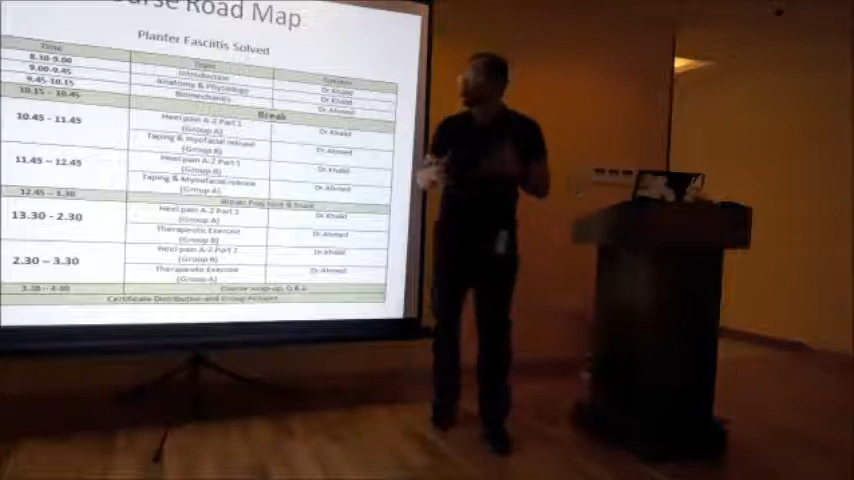 urse Road Map
Planter Fasciitis Solved
Time Topic Speaker
8.30-9.00 Introduction Dr.Khalid
9.00-9.45 Anatomy & Physiology Dr.Khalid
9.45-10.15 Biomechanics Dr.Ahmed
10.15 - 10.45 Break
10.45 - 11.45 Heel pain A-Z Part 1 Dr.Khalid
(Group A)
Taping & myofacial release Dr.Ahmed
(Group B)
11.45 - 12.45 Heel pain A-Z Part 1 Dr.Khalid
(Group B)
Taping & Myofacial release Dr.Ahmed
(Group A)
12.45 - 1.30 Break
13.30 - 2.30 Heel pain A-Z Part 2 Dr.Khalid
(Group A)
Therapeutic Exercise Dr.Ahmed
(Group B)
2.30 - 3.30 Heel pain A-Z Part 2 Dr.Khalid
(Group B)
Therapeutic Exercise Dr.Ahmed
(Group A)
3.30 - 4.00 Course wrap-up, Q & A
Certificate Distribution and Group Pictures